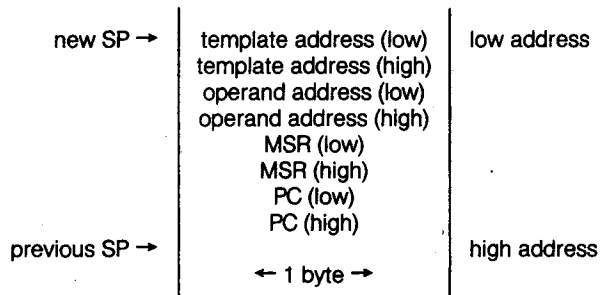 new SP → template address (low) low address
template address (high)
operand address (low)
operand address (high)
MSR (low)
MSR (high)
PC (low)
PC (high)
previous SP → high address
← 1 byte →